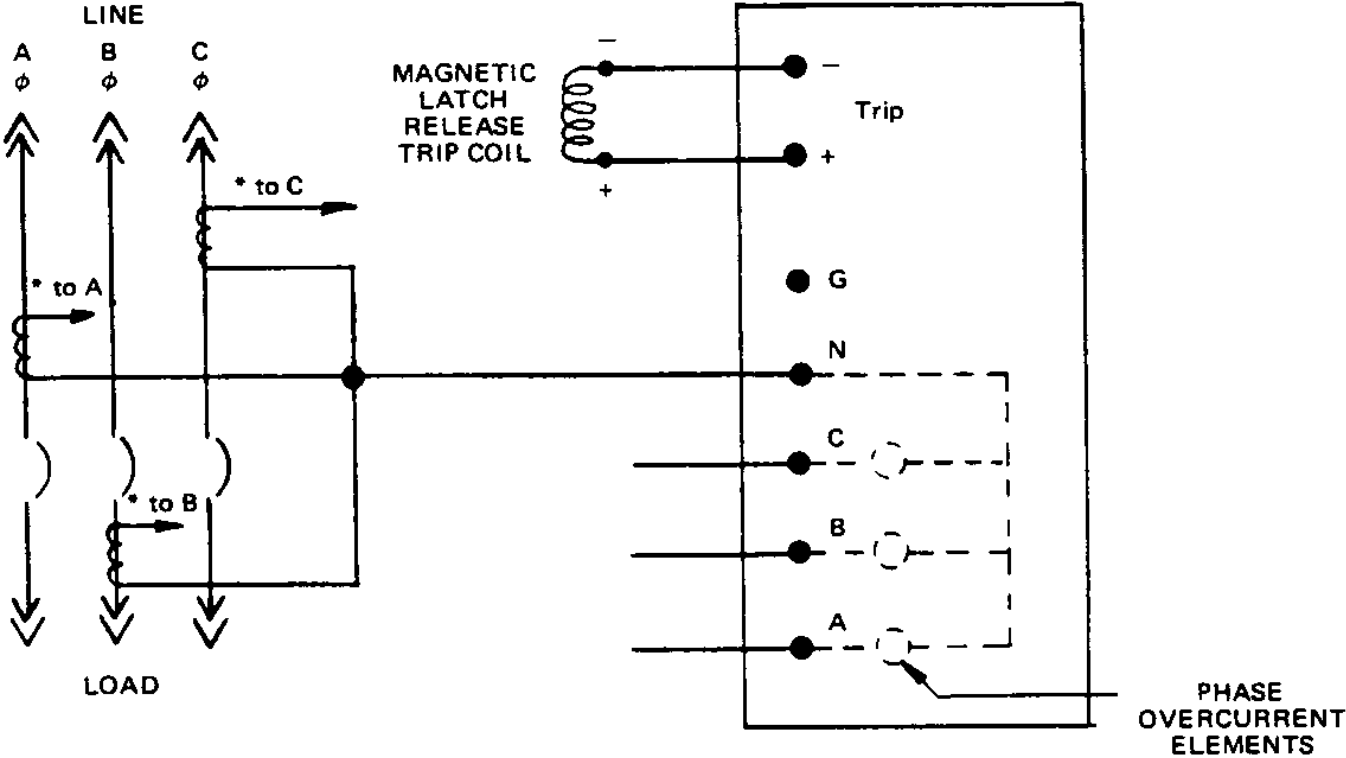 LINE
A B C
ϕ ϕ ϕ
MAGNETIC
LATCH
RELEASE
TRIP COIL
−
+
−
Trip
+
* to C
* to A
* to B
G
N
C
B
A
LOAD
PHASE
OVERCURRENT
ELEMENTS